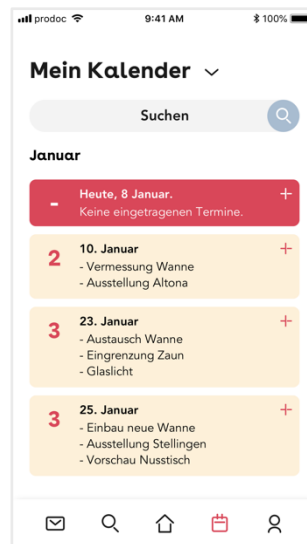 prodoc 9:41 AM 100%
Mein Kalender
Suchen
Januar
- Heute, 8 Januar. +
Keine eingetragenen Termine.
2 10. Januar +
- Vermessung Wanne
- Ausstellung Altona
3 23. Januar +
- Austausch Wanne
- Eingrenzung Zaun
- Glaslicht
3 25. Januar +
- Einbau neue Wanne
- Ausstellung Stellingen
- Vorschau Nusstisch